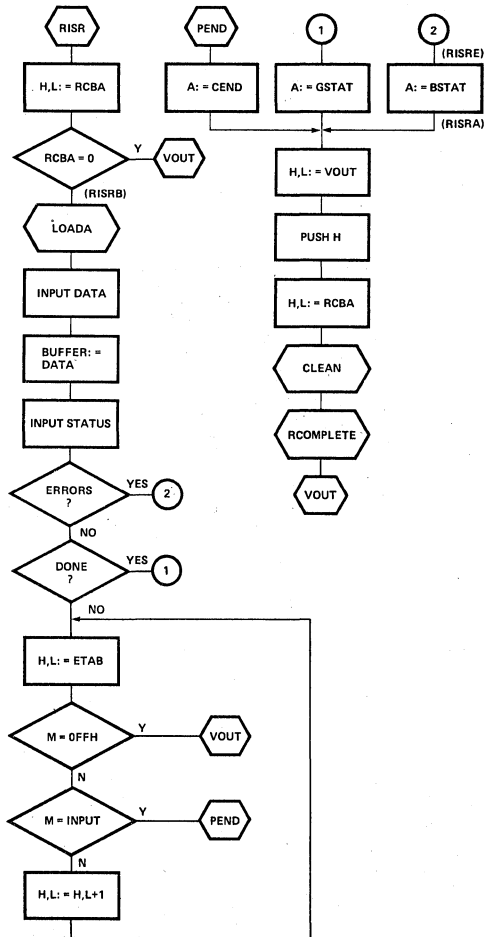 RISR
H,L: = RCBA
RCBA = 0
Y
VOUT
(RISRB)
LOADA
INPUT DATA
BUFFER: =
DATA
INPUT STATUS
ERRORS
?
YES
2
NO
DONE
?
YES
1
NO
H,L: = ETAB
M = 0FFH
Y
VOUT
N
M = INPUT
Y
PEND
N
H,L: = H,L+1
PEND
A: = CEND
1
A: = GSTAT
2
(RISRE)
A: = BSTAT
(RISRA)
H,L: = VOUT
PUSH H
H,L: = RCBA
CLEAN
RCOMPLETE
VOUT